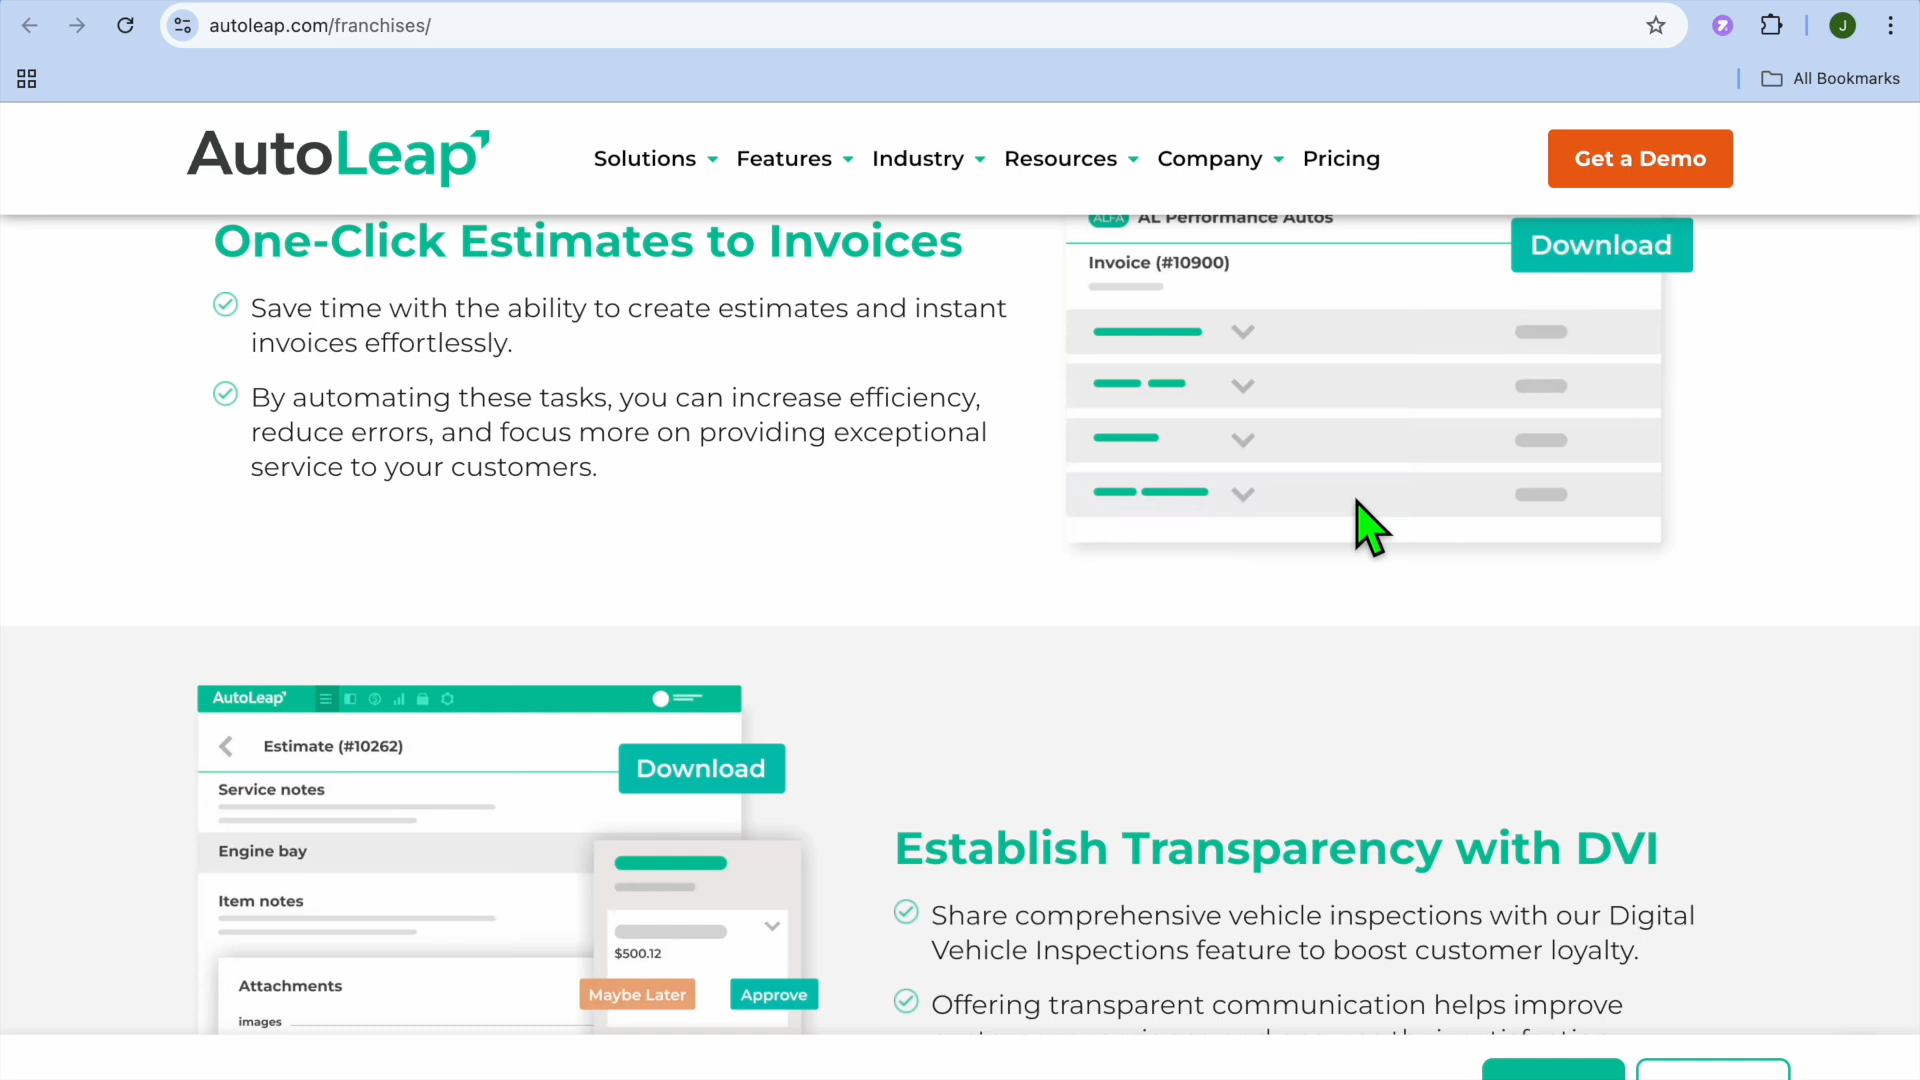 autoleap.com/franchises/
J
All Bookmarks
AutoLeap
Solutions
Features
Industry
Resources
Company
Pricing
Get a Demo
One-Click Estimates to Invoices
Save time with the ability to create estimates and instant
invoices effortlessly.
By automating these tasks, you can increase efficiency,
reduce errors, and focus more on providing exceptional
service to your customers.
ALFA AL Performance Autos
Download
Invoice (#10900)
AutoLeap
Estimate (#10262)
Download
Service notes
Engine bay
Item notes
$500.12
Attachments
Maybe Later
Approve
images
Establish Transparency with DVI
Share comprehensive vehicle inspections with our Digital
Vehicle Inspections feature to boost customer loyalty.
Offering transparent communication helps improve